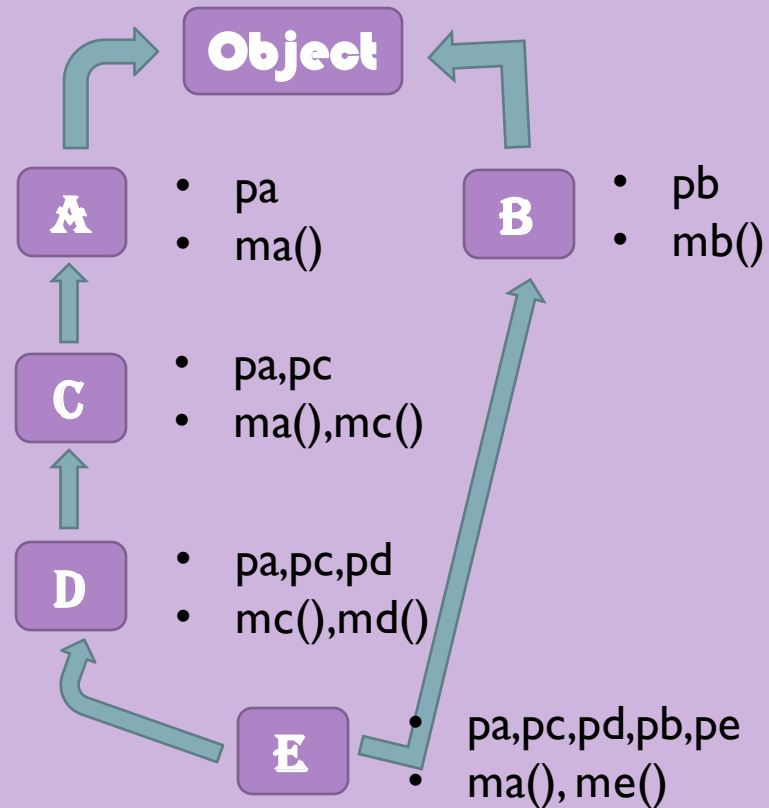 Object
A
• pa
• ma()
B
• pb
• mb()
C
• pa,pc
• ma(),mc()
D
• pa,pc,pd
• mc(),md()
E
• pa,pc,pd,pb,pe
• ma(), me()